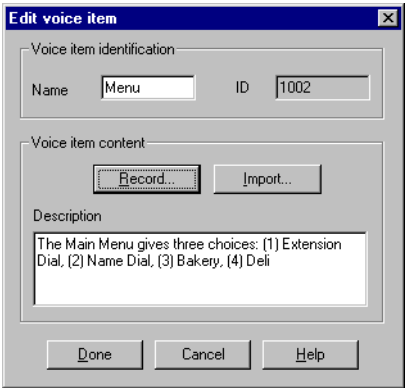 Edit voice item
Voice item identification
Name Menu ID 1002
Voice item content
Record... Import...
Description
The Main Menu gives three choices: (1) Extension
Dial, (2) Name Dial, (3) Bakery, (4) Deli
Done Cancel Help